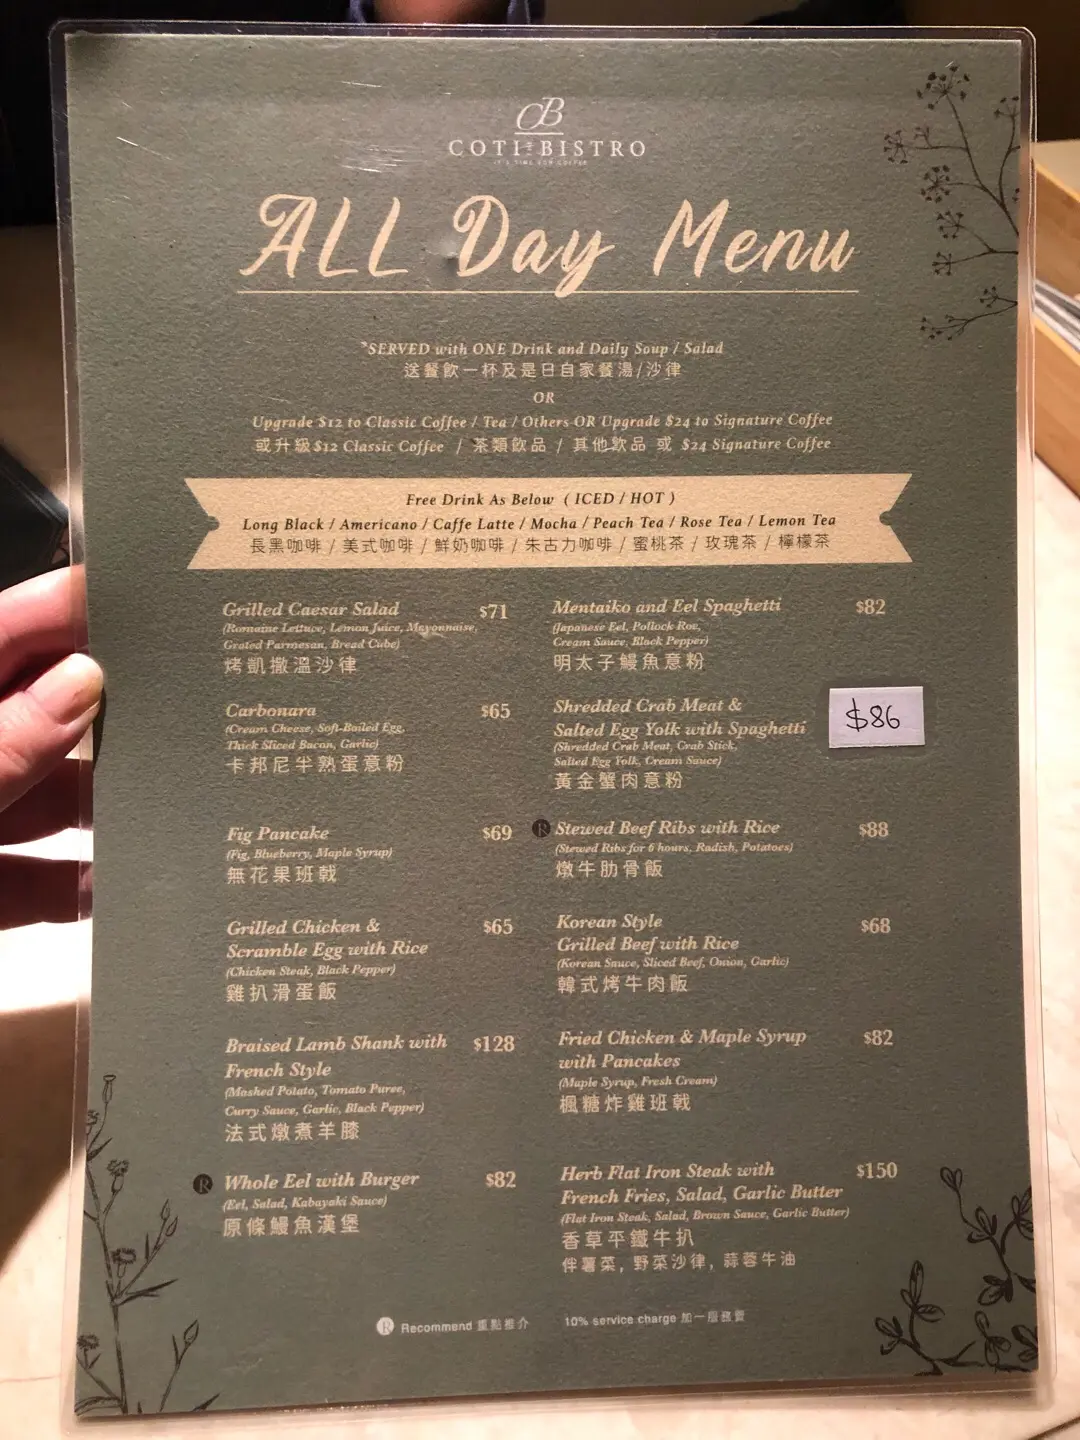 CB
COTI BISTRO
IT'S TIME FOR COFFEE
ALL Day Menu
*SERVED with ONE Drink and Daily Soup / Salad
送餐飲一杯及是日自家餐湯/沙律
OR
Upgrade $12 to Classic Coffee / Tea / Others OR Upgrade $24 to Signature Coffee
或升級$12 Classic Coffee / 茶類飲品 / 其他飲品 或 $24 Signature Coffee
Free Drink As Below ( ICED / HOT )
Long Black / Americano / Caffe Latte / Mocha / Peach Tea / Rose Tea / Lemon Tea
長黑咖啡 / 美式咖啡 / 鮮奶咖啡 / 朱古力咖啡 / 蜜桃茶 / 玫瑰茶 / 檸檬茶
Grilled Caesar Salad $71
(Romaine Lettuce, Lemon Juice, Mayonnaise,
Grated Parmesan, Bread Cube)
烤凱撒溫沙律
Carbonara $65
(Cream Cheese, Soft-Boiled Egg,
Thick Sliced Bacon, Garlic)
卡邦尼半熟蛋意粉
Fig Pancake $69
(Fig, Blueberry, Maple Syrup)
無花果班戟
Grilled Chicken & $65
Scramble Egg with Rice
(Chicken Steak, Black Pepper)
雞扒滑蛋飯
Braised Lamb Shank with $128
French Style
(Mashed Potato, Tomato Puree,
Curry Sauce, Garlic, Black Pepper)
法式燉煮羊膝
R Whole Eel with Burger $82
(Eel, Salad, Kabayaki Sauce)
原條鰻魚漢堡
Mentaiko and Eel Spaghetti $82
(Japanese Eel, Pollock Roe,
Cream Sauce, Black Pepper)
明太子鰻魚意粉
Shredded Crab Meat &
Salted Egg Yolk with Spaghetti $86
(Shredded Crab Meat, Crab Stick,
Salted Egg Yolk, Cream Sauce)
黃金蟹肉意粉
R Stewed Beef Ribs with Rice $88
(Stewed Ribs for 6 hours, Radish, Potatoes)
燉牛肋骨飯
Korean Style $68
Grilled Beef with Rice
(Korean Sauce, Sliced Beef, Onion, Garlic)
韓式烤牛肉飯
Fried Chicken & Maple Syrup $82
with Pancakes
(Maple Syrup, Fresh Cream)
楓糖炸雞班戟
Herb Flat Iron Steak with $150
French Fries, Salad, Garlic Butter
(Flat Iron Steak, Salad, Brown Sauce, Garlic Butter)
香草平鐵牛扒
伴薯菜, 野菜沙律, 蒜蓉牛油
R Recommend 重點推介 10% service charge 加一服務費